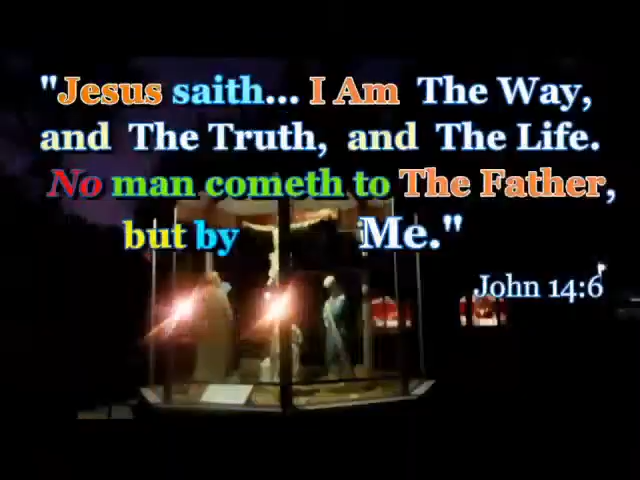 "Jesus saith... I Am The Way,
and The Truth, and The Life.
No man cometh to The Father,
but by Me."
John 14:6